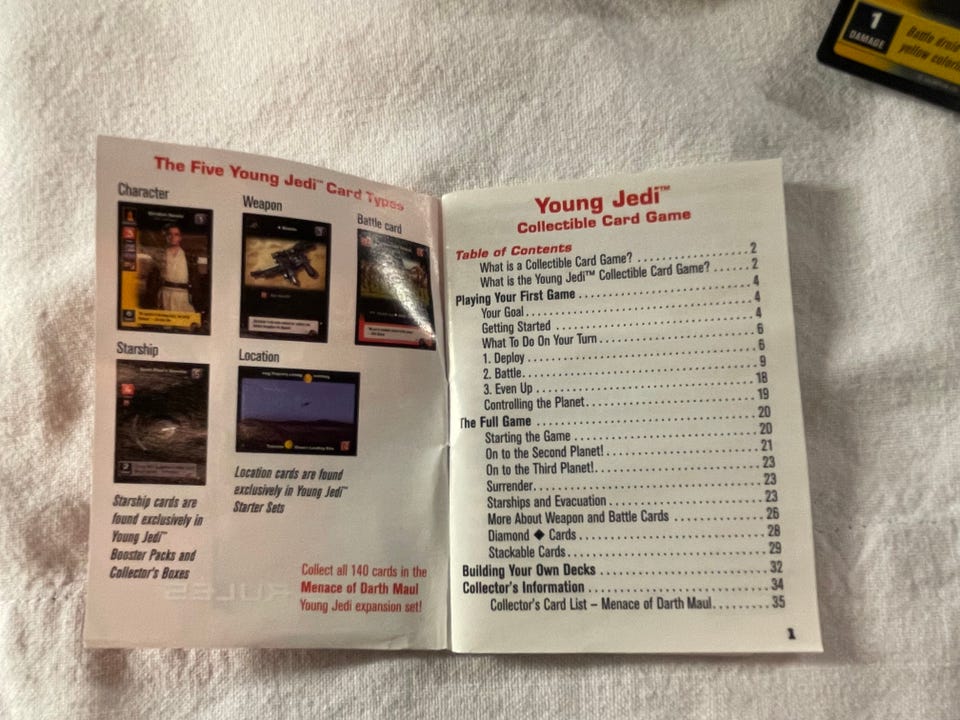 1
DAMAGE
Battle droid
yellow
The Five Young Jedi™ Card Types
Character
Weapon
Battle card
Starship
Location
Starship cards are
found exclusively in
Young Jedi™
Booster Packs and
Collector's Boxes
Location cards are found
exclusively in Young Jedi™
Starter Sets
Collect all 140 cards in the
Menace of Darth Maul
Young Jedi expansion set!
RULES
Young Jedi™
Collectible Card Game
Table of Contents
What is a Collectible Card Game? . . . . . . . . . . . . . . . . 2
What is the Young Jedi™ Collectible Card Game? . . . . . . 2
Playing Your First Game . . . . . . . . . . . . . . . . . . . . . . . . 4
Your Goal . . . . . . . . . . . . . . . . . . . . . . . . . . . . . . . . 4
Getting Started . . . . . . . . . . . . . . . . . . . . . . . . . . . . 4
What To Do On Your Turn . . . . . . . . . . . . . . . . . . . . . 6
1. Deploy . . . . . . . . . . . . . . . . . . . . . . . . . . . . . . . . 6
2. Battle. . . . . . . . . . . . . . . . . . . . . . . . . . . . . . . . . 9
3. Even Up . . . . . . . . . . . . . . . . . . . . . . . . . . . . . . 18
Controlling the Planet. . . . . . . . . . . . . . . . . . . . . . . 19
The Full Game . . . . . . . . . . . . . . . . . . . . . . . . . . . . . 20
Starting the Game . . . . . . . . . . . . . . . . . . . . . . . . . 20
On to the Second Planet! . . . . . . . . . . . . . . . . . . . . 21
On to the Third Planet!. . . . . . . . . . . . . . . . . . . . . . 23
Surrender. . . . . . . . . . . . . . . . . . . . . . . . . . . . . . . 23
Starships and Evacuation . . . . . . . . . . . . . . . . . . . . 23
More About Weapon and Battle Cards . . . . . . . . . . . . 26
Diamond ◆ Cards . . . . . . . . . . . . . . . . . . . . . . . . . 28
Stackable Cards . . . . . . . . . . . . . . . . . . . . . . . . . . 29
Building Your Own Decks . . . . . . . . . . . . . . . . . . . . . . 32
Collector's Information . . . . . . . . . . . . . . . . . . . . . . . 34
Collector's Card List – Menace of Darth Maul. . . . . . . . 35
1